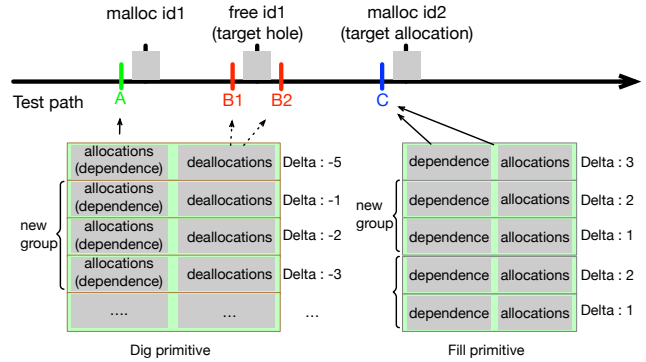 malloc id1
free id1
(target hole)
malloc id2
(target allocation)
Test path
A
B1
B2
C
allocations
(dependence)
deallocations
Delta : -5
new
group
allocations
(dependence)
deallocations
Delta : -1
allocations
(dependence)
deallocations
Delta : -2
allocations
(dependence)
deallocations
Delta : -3
....
...
...
Dig primitive
dependence
allocations
Delta : 3
new
group
dependence
allocations
Delta : 2
dependence
allocations
Delta : 1
dependence
allocations
Delta : 2
dependence
allocations
Delta : 1
Fill primitive